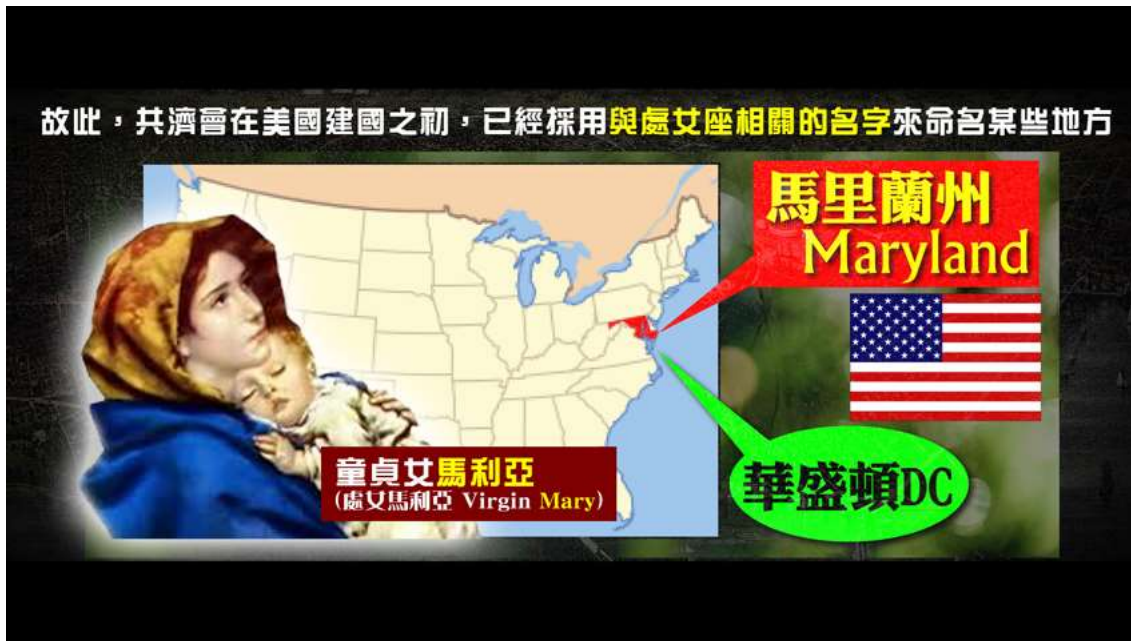 故此，共濟會在美國建國之初，已經採用與處女座相關的名字來命名某些地方
馬里蘭州
Maryland
童貞女馬利亞
(處女馬利亞 Virgin Mary)
華盛頓DC